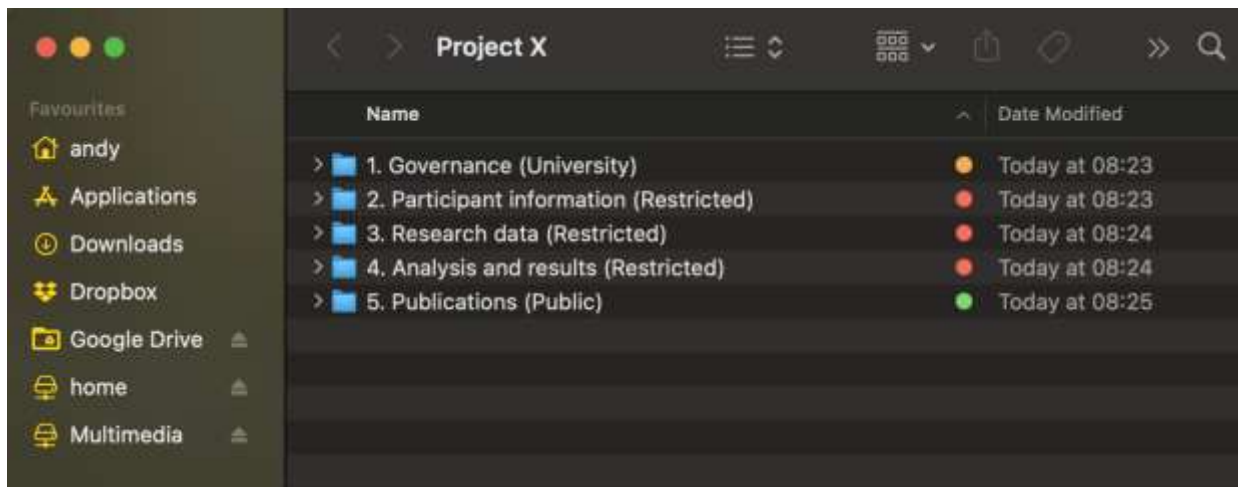 Project X
Favourites
andy
Applications
Downloads
Dropbox
Google Drive
home
Multimedia
Name Date Modified
1. Governance (University) Today at 08:23
2. Participant information (Restricted) Today at 08:23
3. Research data (Restricted) Today at 08:24
4. Analysis and results (Restricted) Today at 08:24
5. Publications (Public) Today at 08:25